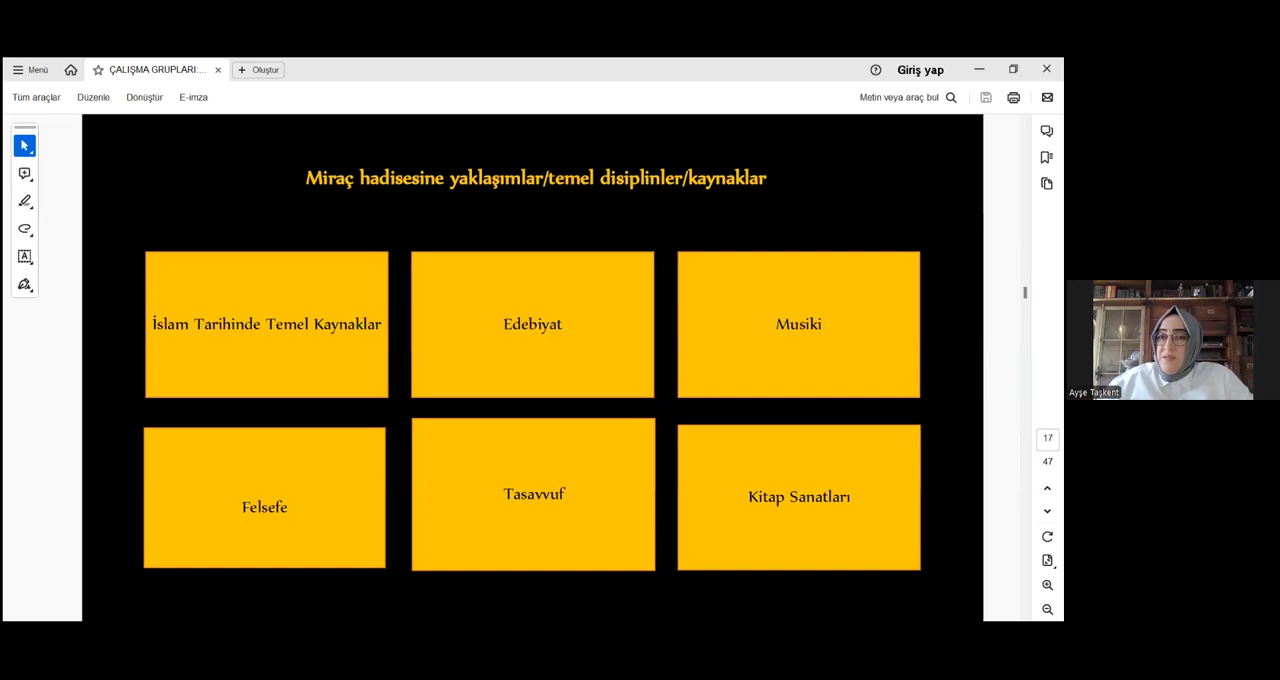 Menü
ÇALIŞMA GRUPLARI:...
Oluştur
Giriş yap
Tüm araçlar
Düzenle
Dönüştür
E-imza
Metin veya araç bul
Miraç hadisesine yaklaşımlar/temel disiplinler/kaynaklar
İslam Tarihinde Temel Kaynaklar
Edebiyat
Musiki
Felsefe
Tasavvuf
Kitap Sanatları
Ayşe Taşkent
17
47